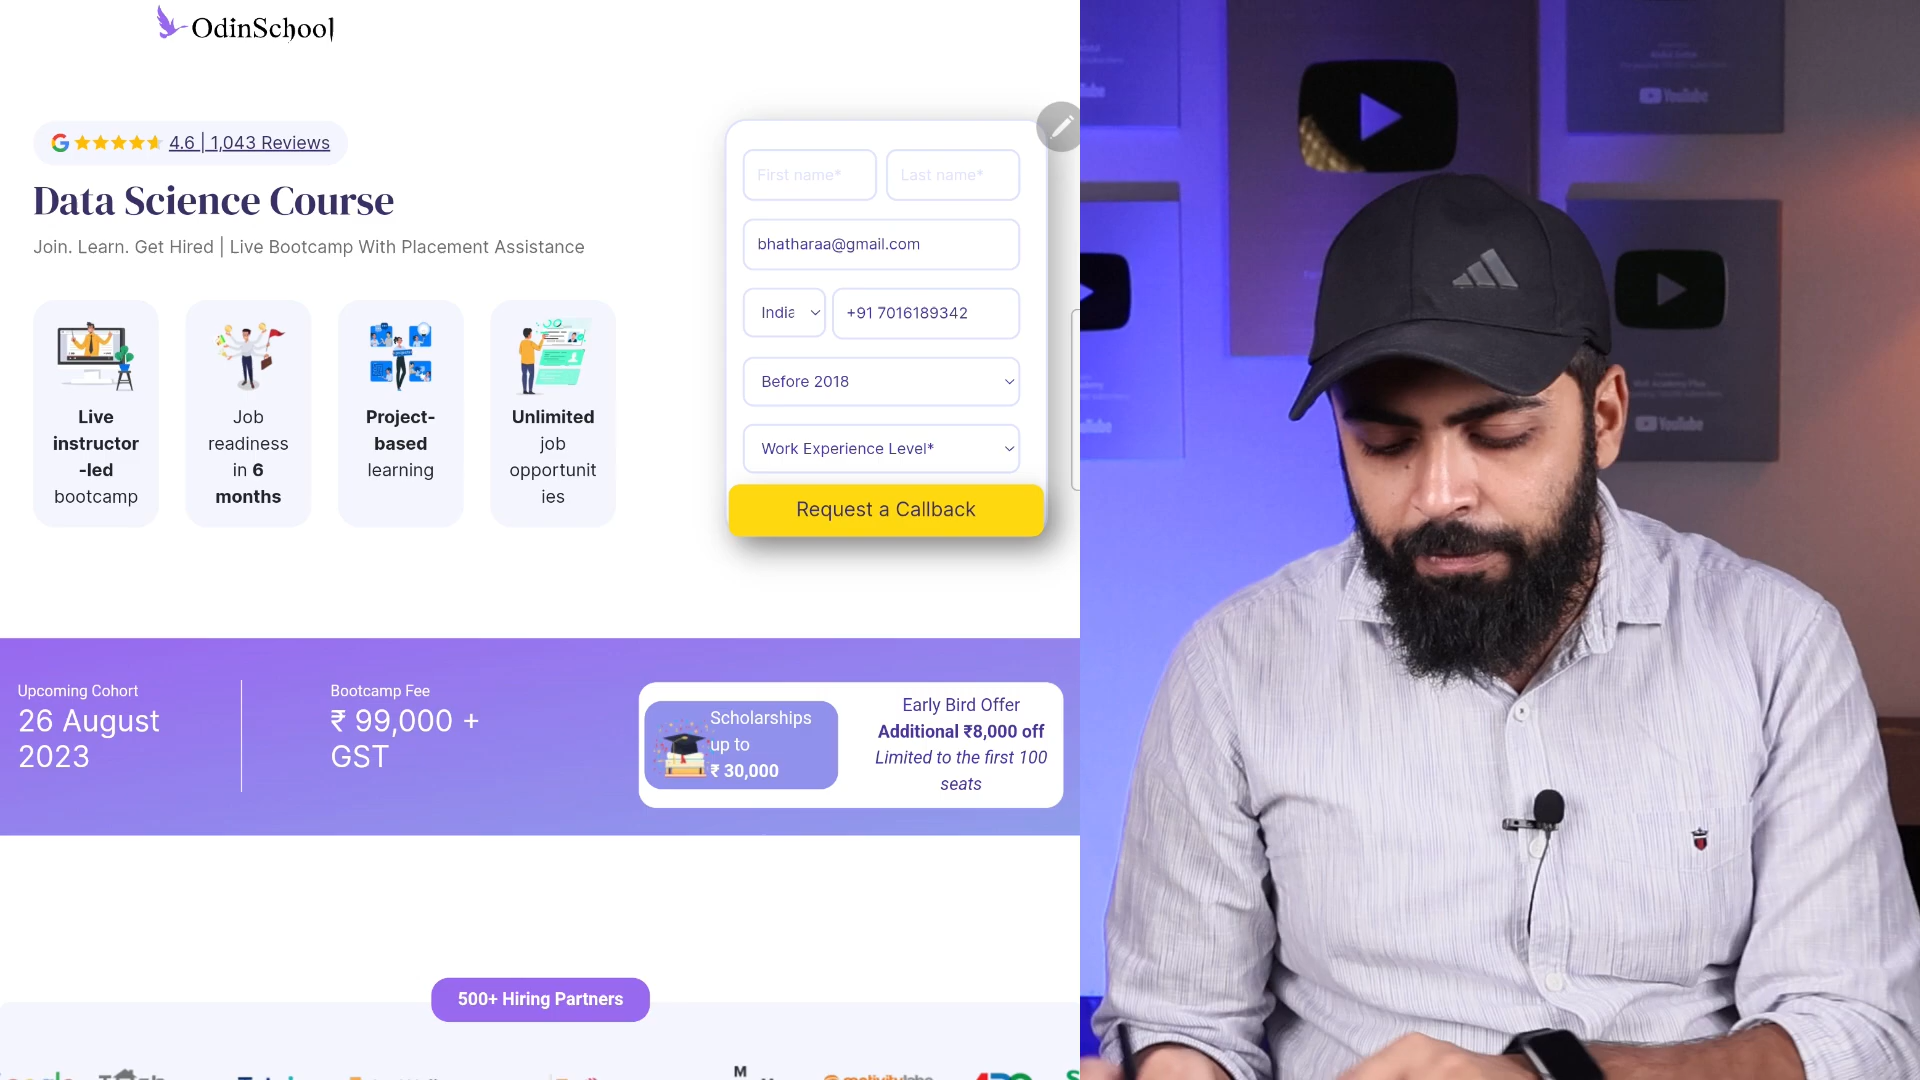 OdinSchool
4.6 | 1,043 Reviews
Data Science Course
Join. Learn. Get Hired | Live Bootcamp With Placement Assistance
Live
instructor
-led
bootcamp
Job
readiness
in 6
months
Project-
based
learning
Unlimited
job
opportunit
ies
First name*
Last name*
bhatharaa@gmail.com
India
+91 7016189342
Before 2018
Work Experience Level*
Request a Callback
Upcoming Cohort
26 August
2023
Bootcamp Fee
₹ 99,000 +
GST
Scholarships
up to
₹ 30,000
Early Bird Offer
Additional ₹8,000 off
Limited to the first 100
seats
500+ Hiring Partners
YouTube
YouTube